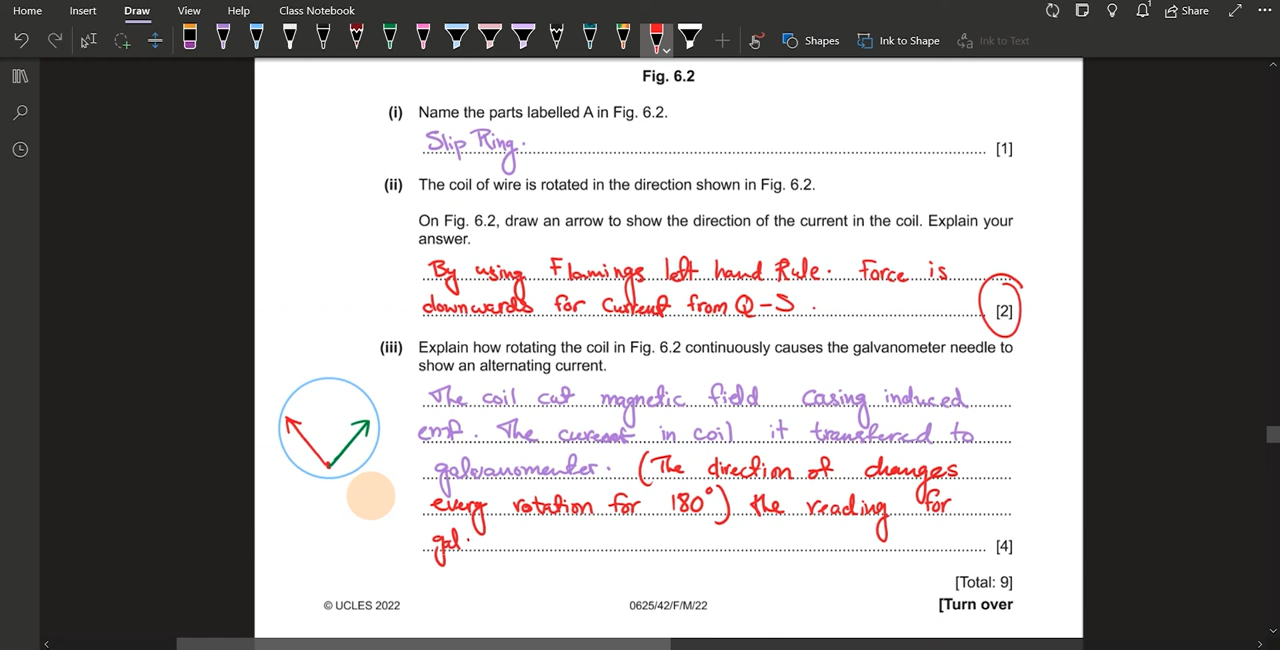 Home Insert Draw View Help Class Notebook Share
Shapes Ink to Shape Ink to Text
Fig. 6.2
(i) Name the parts labelled A in Fig. 6.2.
Slip Ring. [1]
(ii) The coil of wire is rotated in the direction shown in Fig. 6.2.
On Fig. 6.2, draw an arrow to show the direction of the current in the coil. Explain your
answer.
By using Flamings left hand Rule. Force is
downwards for Current from Q-S . [2]
(iii) Explain how rotating the coil in Fig. 6.2 continuously causes the galvanometer needle to
show an alternating current.
The coil cut magnetic field casing induced
emf. The current in coil it transferred to
galvanometer. (The direction of changes
every rotation for 180°) the reading for
gal. [4]
[Total: 9]
© UCLES 2022 0625/42/F/M/22 [Turn over